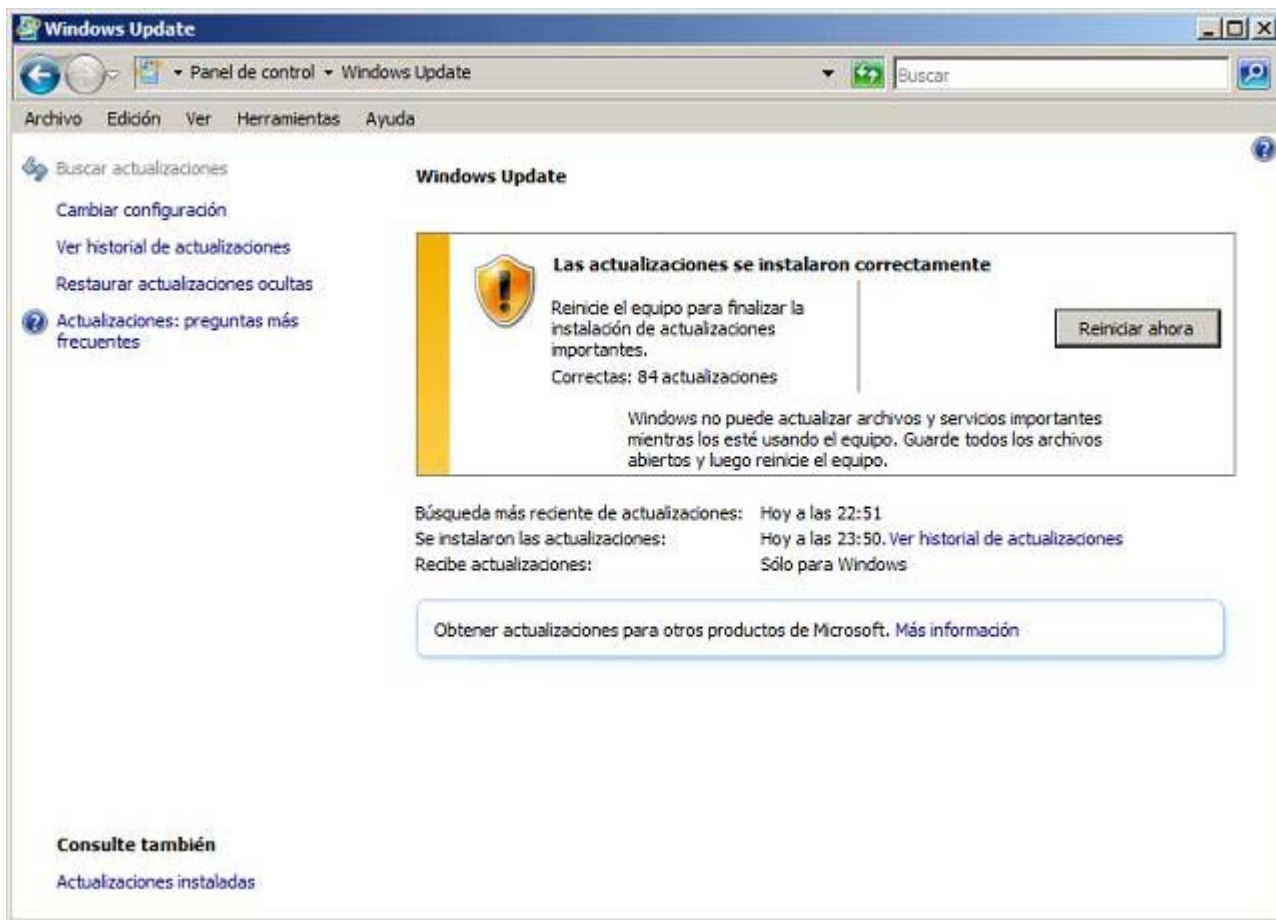 Windows Update
Panel de control Windows Update
Buscar
Archivo Edición Ver Herramientas Ayuda
Buscar actualizaciones
Cambiar configuración
Ver historial de actualizaciones
Restaurar actualizaciones ocultas
Actualizaciones: preguntas más
frecuentes
Windows Update
Las actualizaciones se instalaron correctamente
Reinicie el equipo para finalizar la
instalación de actualizaciones
importantes.
Correctas: 84 actualizaciones
Reiniciar ahora
Windows no puede actualizar archivos y servicios importantes
mientras los esté usando el equipo. Guarde todos los archivos
abiertos y luego reinicie el equipo.
Búsqueda más reciente de actualizaciones: Hoy a las 22:51
Se instalaron las actualizaciones: Hoy a las 23:50. Ver historial de actualizaciones
Recibe actualizaciones: Sólo para Windows
Obtener actualizaciones para otros productos de Microsoft. Más información
Consulte también
Actualizaciones instaladas